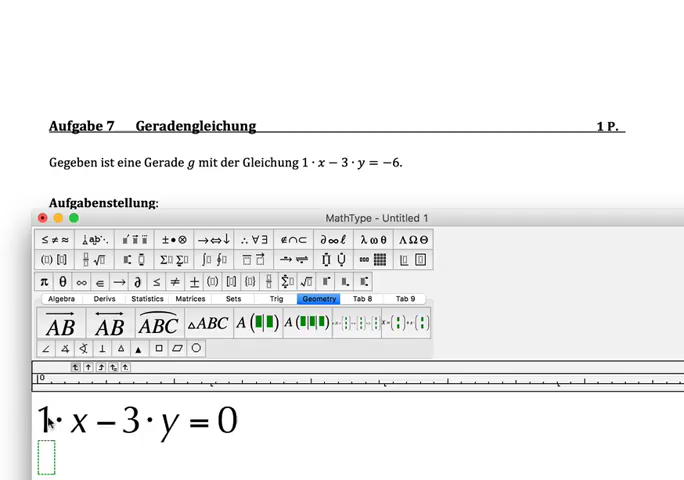 Aufgabe 7 Geradengleichung 1 P.
Gegeben ist eine Gerade g mit der Gleichung 1 · x − 3 · y = −6.
Aufgabenstellung:
MathType - Untitled 1
≤ ≠ ≈ ± • ⊗ →⇔↓ ∴ ∀ ∃ ∉ ∩ ⊂ ∂ ∞ ℓ λ ω θ Λ Ω Θ
π θ ∞ ∈ → ∂ ≤ ≠ ±
Algebra Derivs Statistics Matrices Sets Trig Geometry Tab 8 Tab 9
AB AB ABC △ABC A ( | ) A ( | | )
0
1 · x − 3 · y = 0